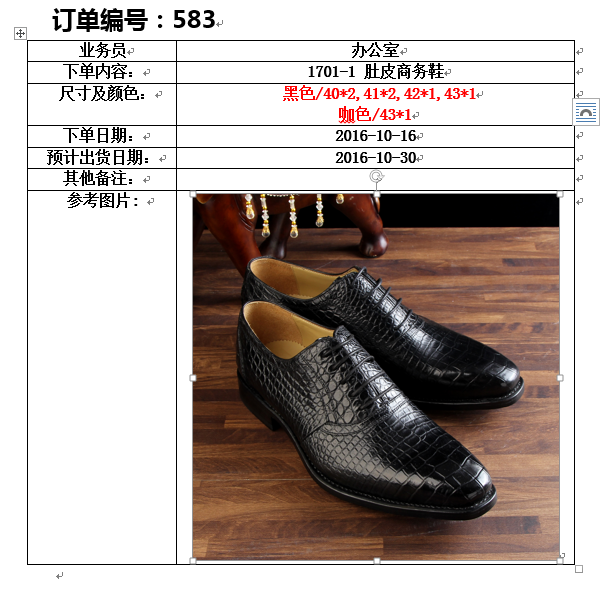 订单编号：583
业务员 办公室
下单内容： 1701-1 肚皮商务鞋
尺寸及颜色： 黑色/40*2,41*2,42*1,43*1
咖色/43*1
下单日期： 2016-10-16
预计出货日期： 2016-10-30
其他备注：
参考图片：